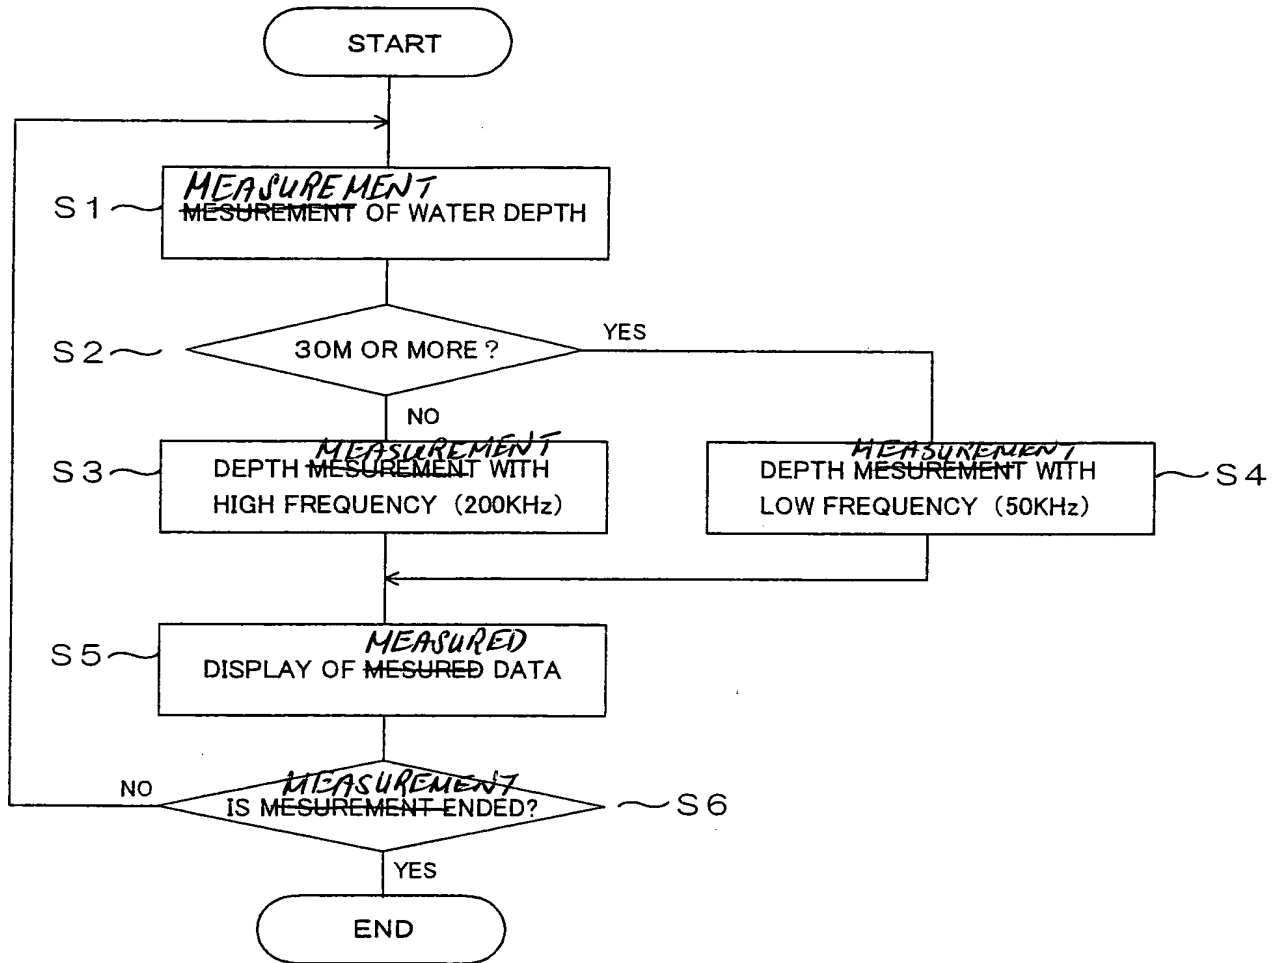 START
MEASUREMENT
S1 MESUREMENT OF WATER DEPTH
YES
S2 30M OR MORE?
NO
MEASUREMENT
S3 DEPTH MESUREMENT WITH
HIGH FREQUENCY (200KHz)
MEASUREMENT
DEPTH MESUREMENT WITH S4
LOW FREQUENCY (50KHz)
MEASURED
S5 DISPLAY OF MESURED DATA
MEASUREMENT
NO IS MESUREMENT ENDED? S6
YES
END